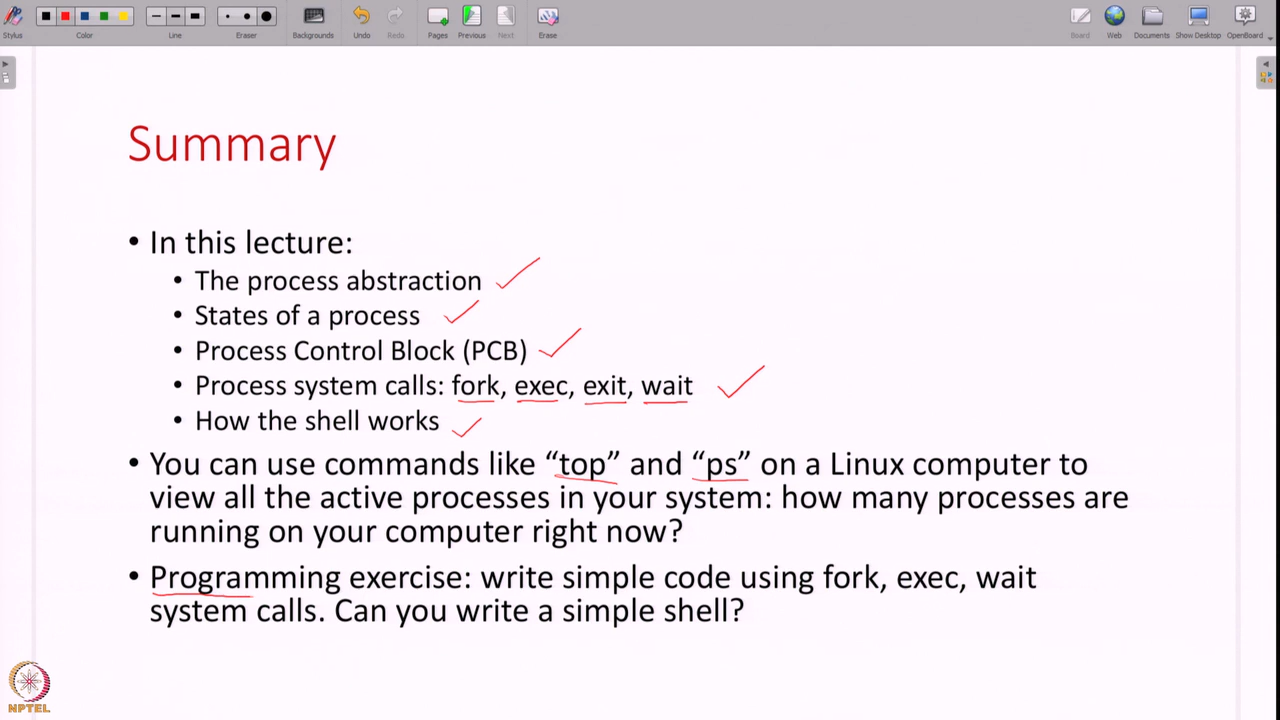 Stylus
Color
Line
Eraser
Backgrounds
Undo
Redo
Pages
Previous
Next
Erase
Board
Web
Documents
Show Desktop
OpenBoard
Summary
• In this lecture:
• The process abstraction
• States of a process
• Process Control Block (PCB)
• Process system calls: fork, exec, exit, wait
• How the shell works
• You can use commands like “top” and “ps” on a Linux computer to
view all the active processes in your system: how many processes are
running on your computer right now?
• Programming exercise: write simple code using fork, exec, wait
system calls. Can you write a simple shell?
NPTEL